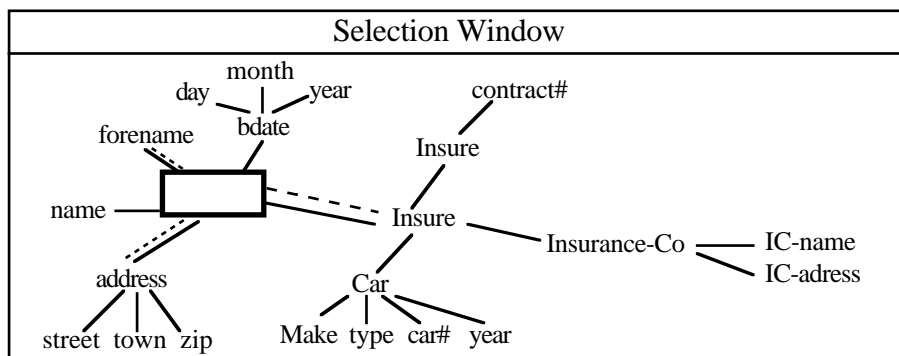 Selection Window
month
day
year
contract#
bdate
forename
Insure
name
Insure
Insurance-Co
IC-name
IC-adress
address
Car
street town zip
Make type car# year